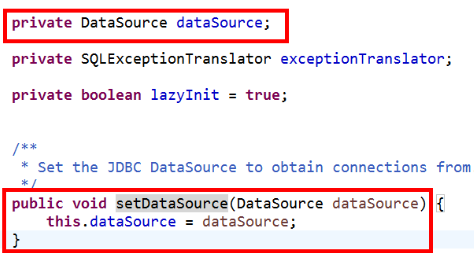 private DataSource dataSource;
private SQLExceptionTranslator exceptionTranslator;
private boolean lazyInit = true;
/**
* Set the JDBC DataSource to obtain connections from
*/
public void setDataSource(DataSource dataSource) {
this.dataSource = dataSource;
}